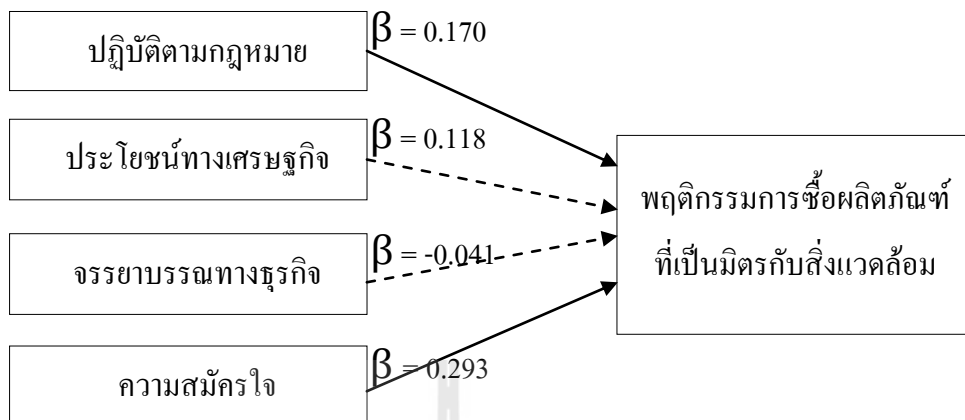 ปฏิบัติตามกฎหมาย
β = 0.170
ประโยชน์ทางเศรษฐกิจ
β = 0.118
จรรยาบรรณทางธุรกิจ
β = -0.041
ความสมัครใจ
β = 0.293
พฤติกรรมการซื้อผลิตภัณฑ์
ที่เป็นมิตรกับสิ่งแวดล้อม